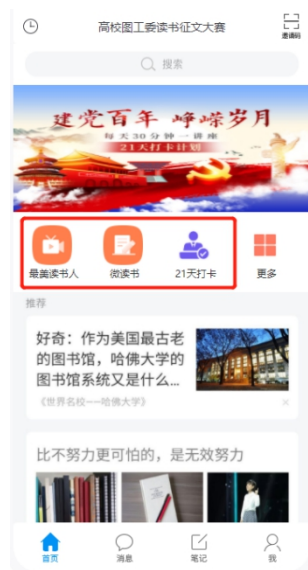 高校图工委读书征文大赛
邀请码
搜索
建党百年 峥嵘岁月
每天30分钟一讲座
21天打卡计划
最美读书人 微读书 21天打卡 更多
推荐
好奇：作为美国最古老
的图书馆，哈佛大学的
图书馆系统又是什么...
《世界名校——哈佛大学》
比不努力更可怕的，是无效努力
首页 消息 笔记 我